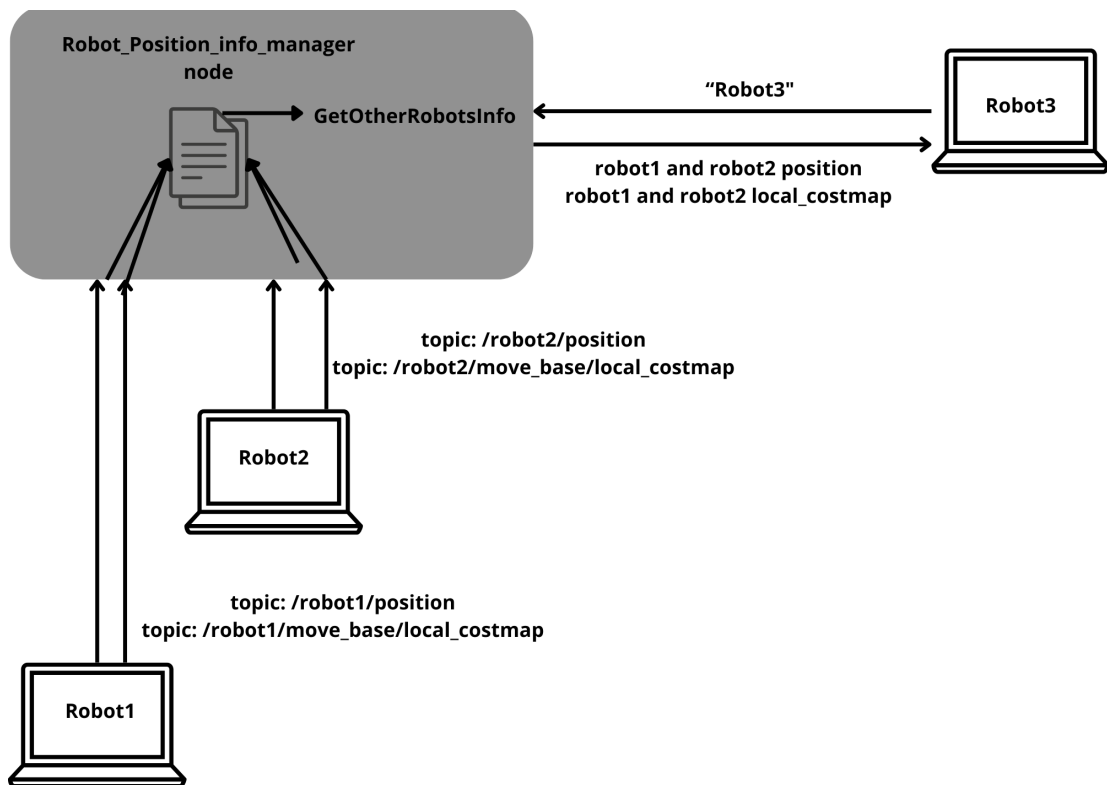 Robot_Position_info_manager
node
GetOtherRobotsInfo
“Robot3"
Robot3
robot1 and robot2 position
robot1 and robot2 local_costmap
topic: /robot2/position
topic: /robot2/move_base/local_costmap
Robot2
topic: /robot1/position
topic: /robot1/move_base/local_costmap
Robot1